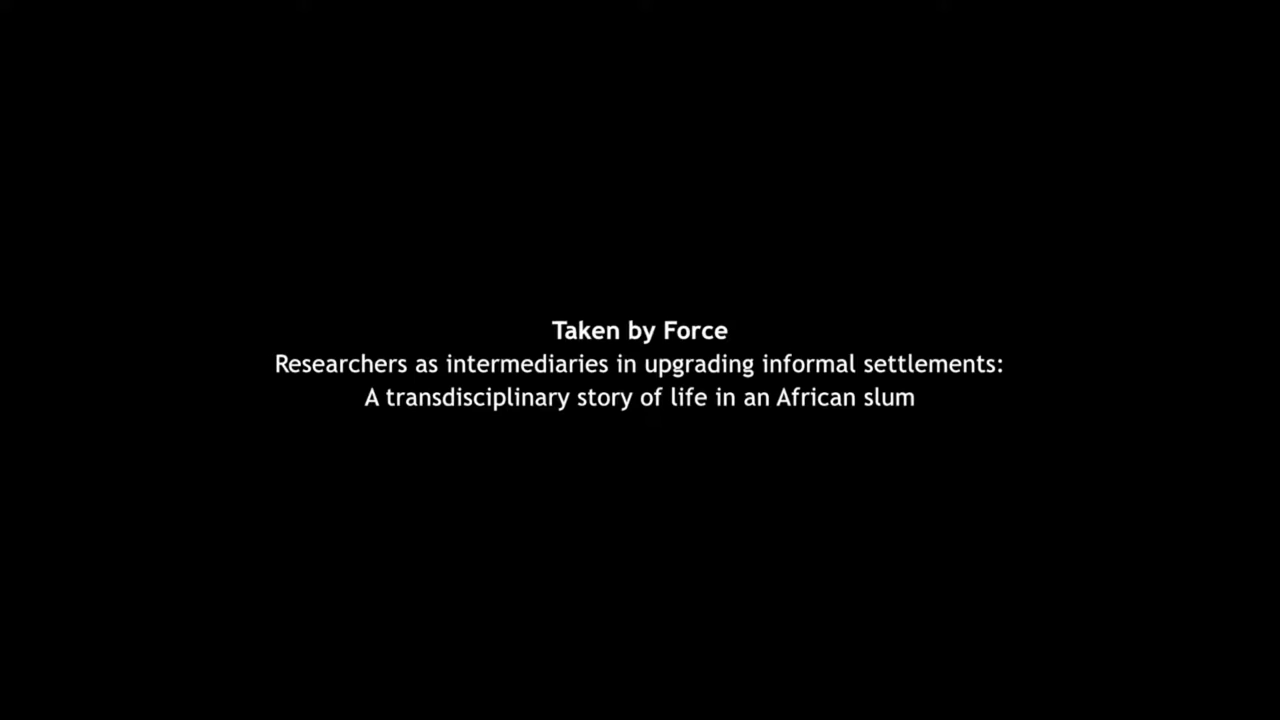 Taken by Force
Researchers as intermediaries in upgrading informal settlements:
A transdisciplinary story of life in an African slum